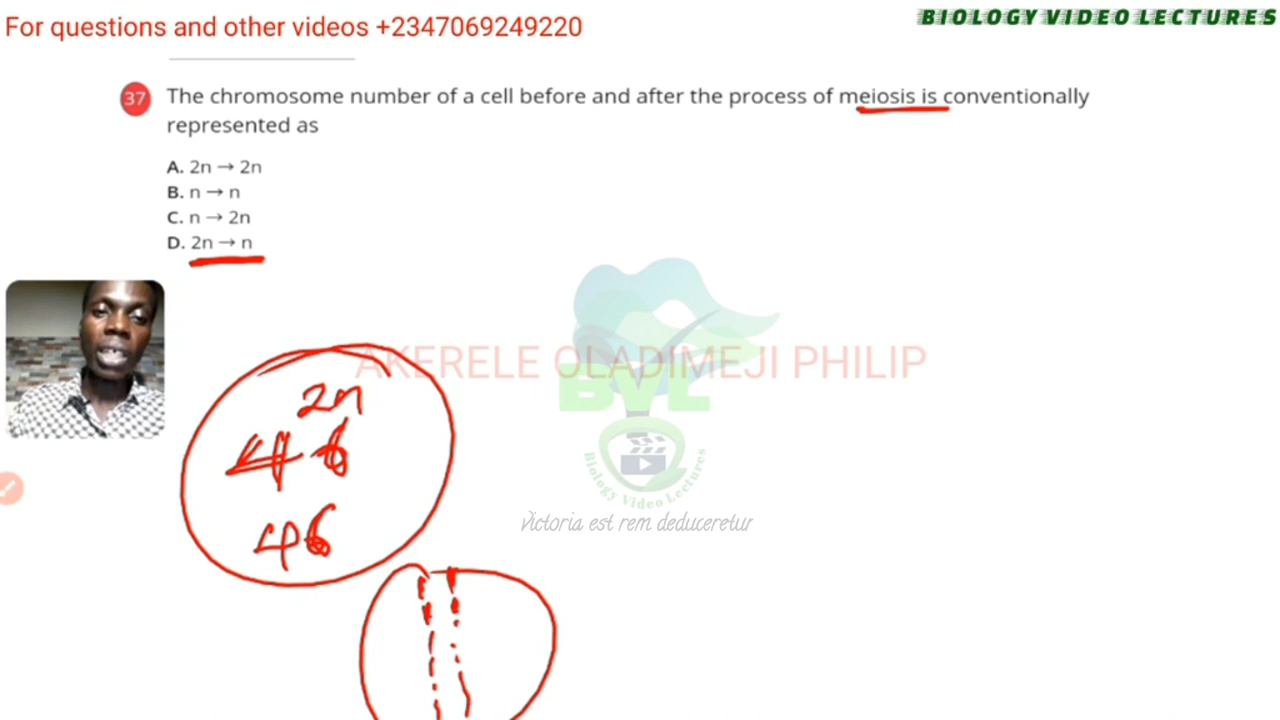 For questions and other videos +2347069249220
BIOLOGY VIDEO LECTURES
37 The chromosome number of a cell before and after the process of meiosis is conventionally
represented as
A. 2n → 2n
B. n → n
C. n → 2n
D. 2n → n
AKERELE OLADIMEJI PHILIP
BVL
Biology Video Lectures
Victoria est rem deduceretur
2n
46
46